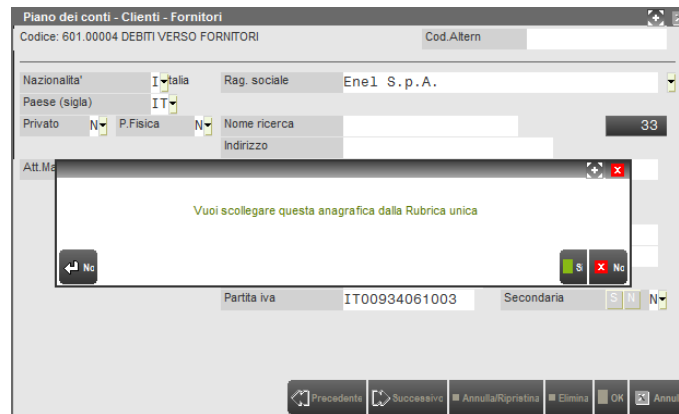 Piano dei conti - Clienti - Fornitori
Codice: 601.00004 DEBITI VERSO FORNITORI Cod.Altern
Nazionalita' I talia Rag. sociale Enel S.p.A.
Paese (sigla) IT
Privato N P.Fisica N Nome ricerca 33
Indirizzo
Att.Ma
Vuoi scollegare questa anagrafica dalla Rubrica unica
No Si No
Partita iva IT00934061003 Secondaria S N N
Precedente Successivo Annulla/Ripristina Elimina OK Annul